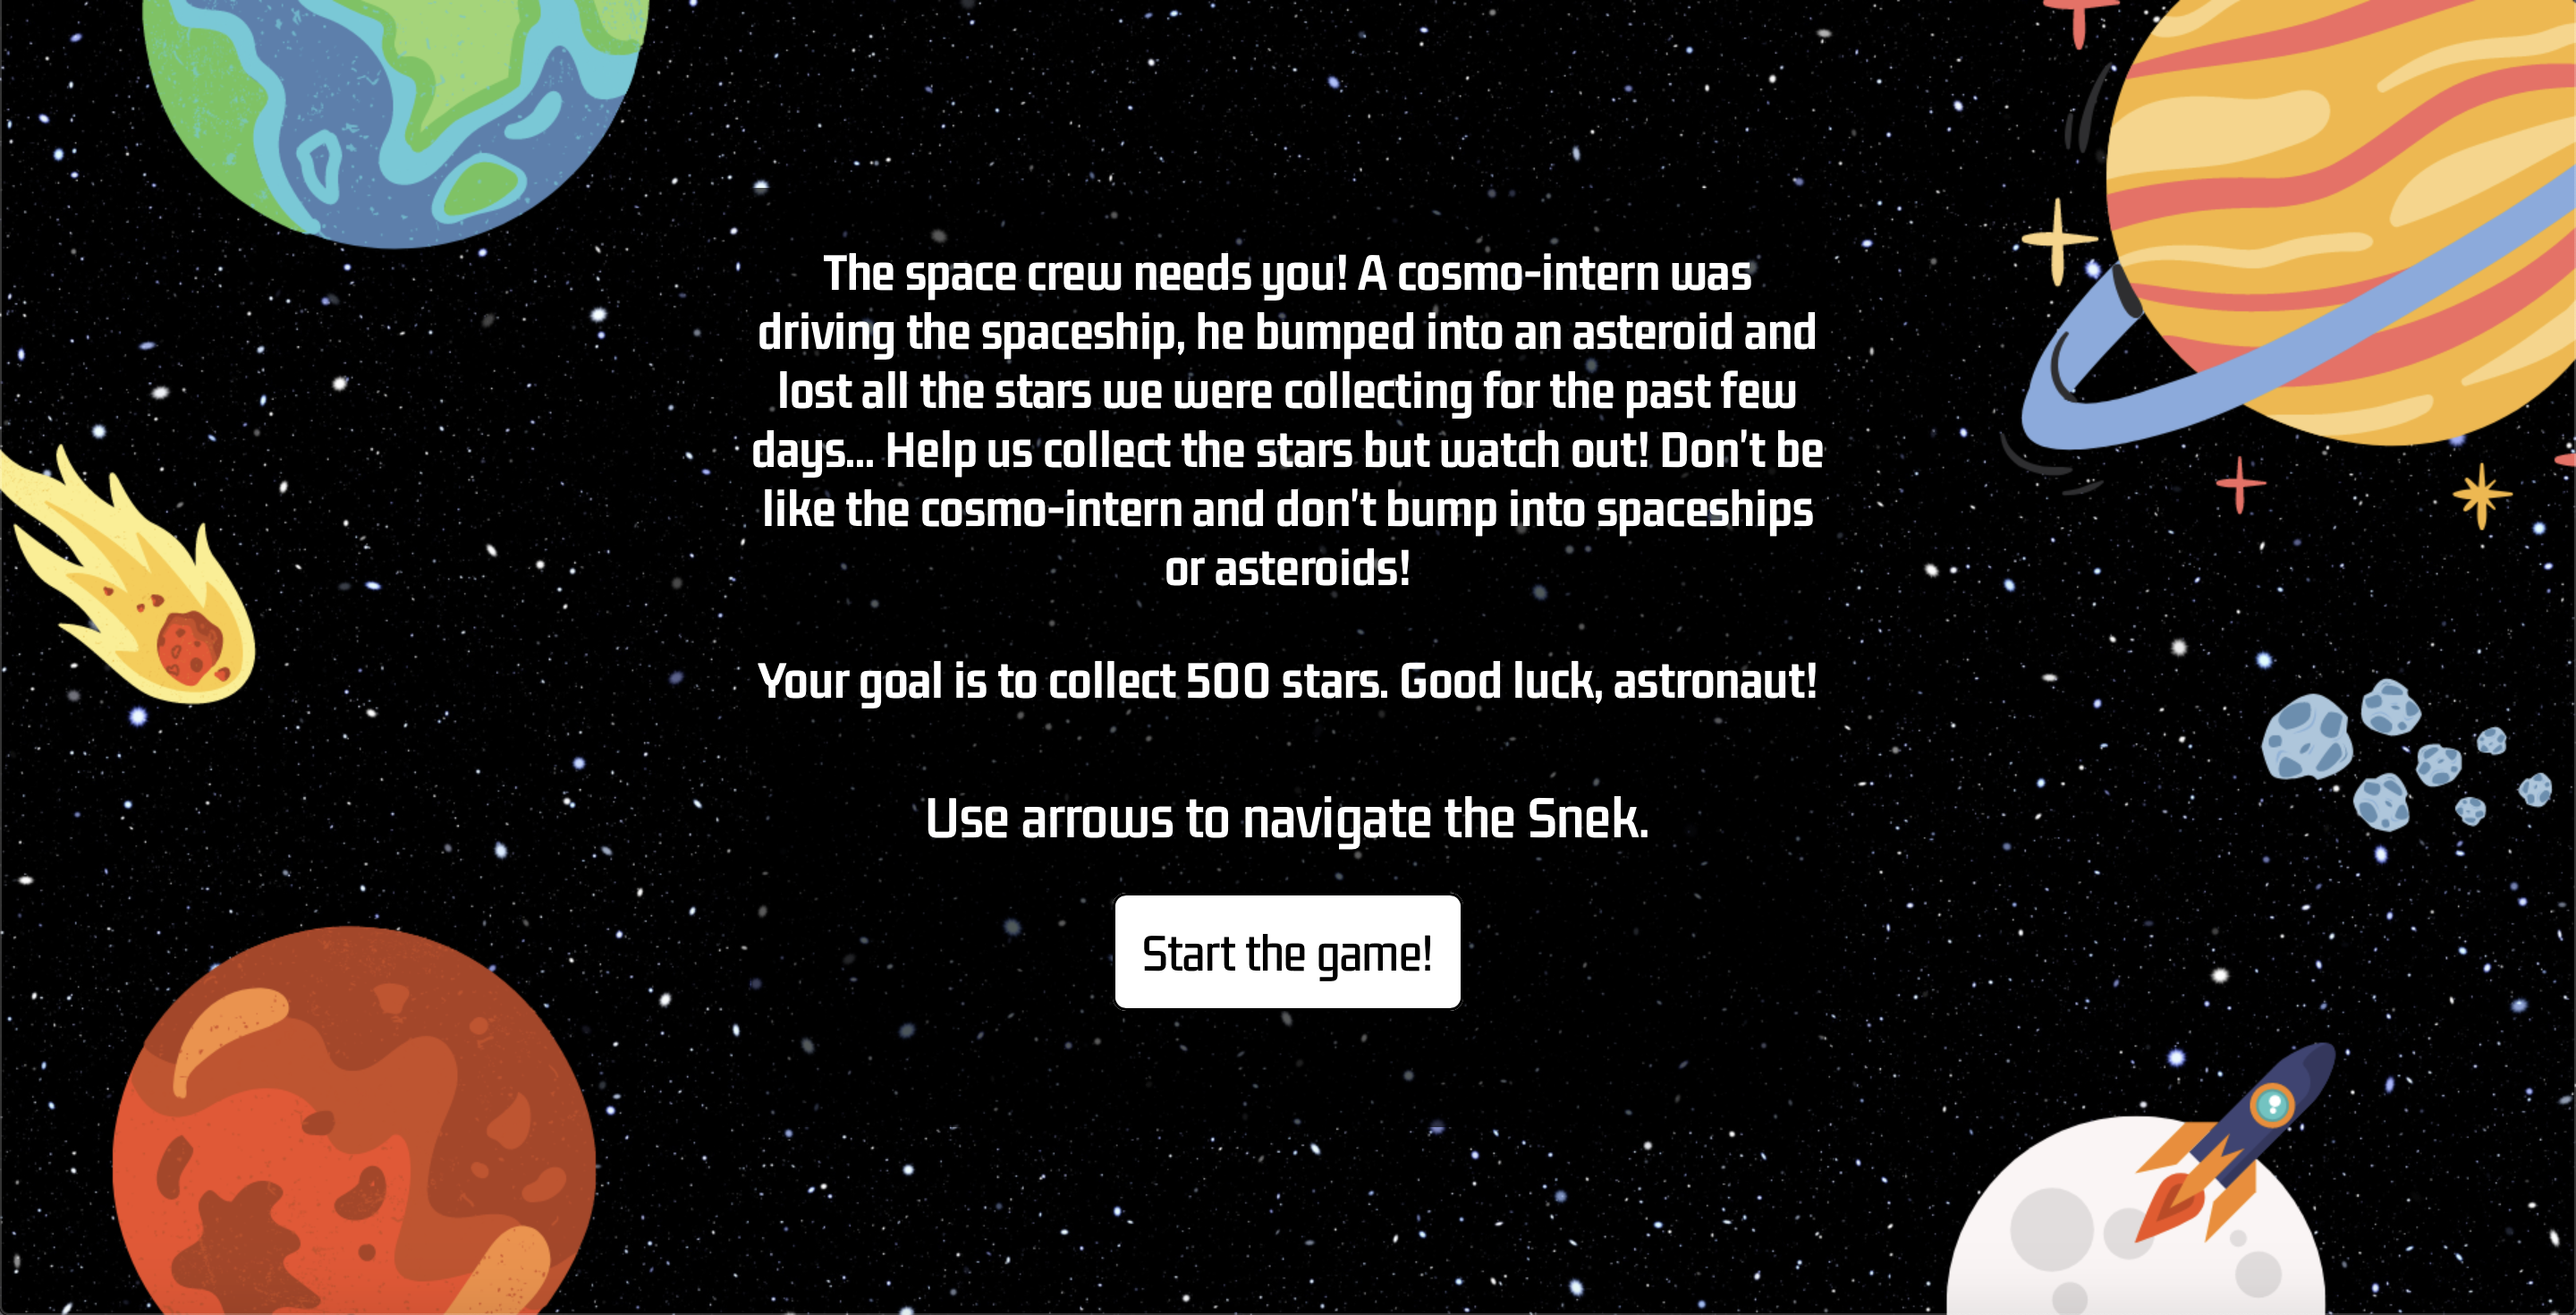 The space crew needs you! A cosmo-intern was
driving the spaceship, he bumped into an asteroid and
lost all the stars we were collecting for the past few
days... Help us collect the stars but watch out! Don't be
like the cosmo-intern and don't bump into spaceships
or asteroids!
Your goal is to collect 500 stars. Good luck, astronaut!
Use arrows to navigate the Snek.
Start the game!